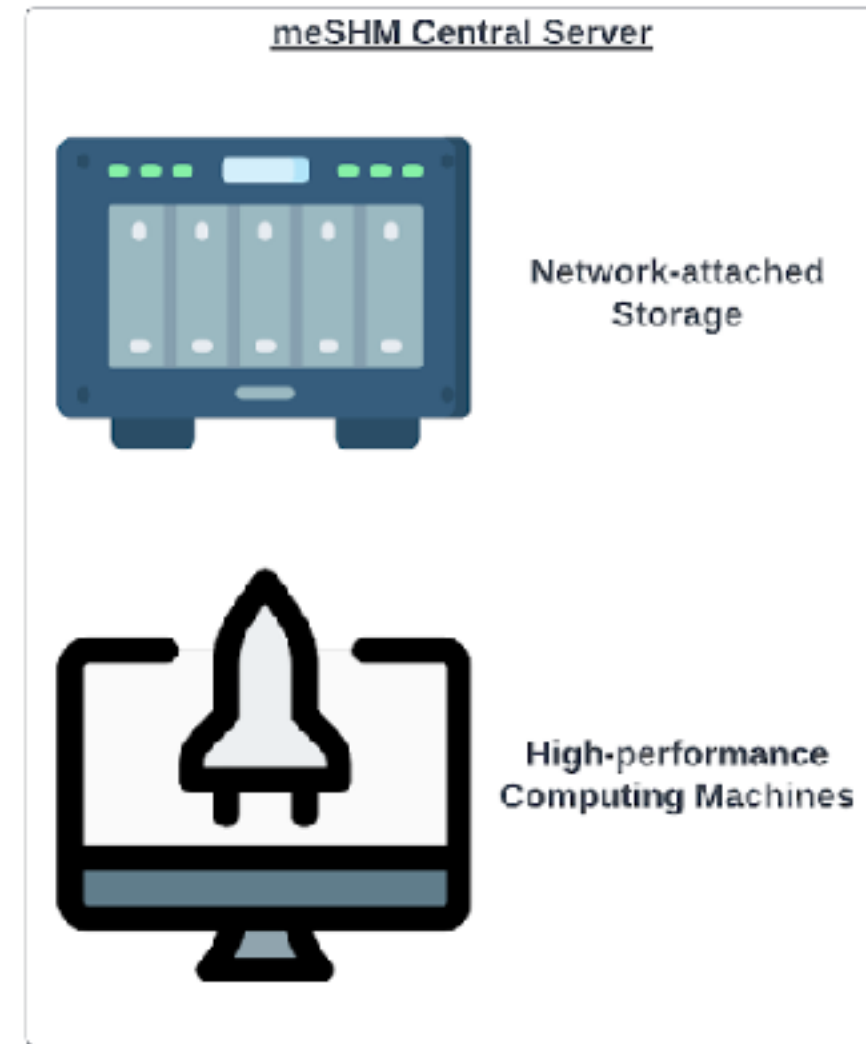 meSHM Central Server
Network-attached
Storage
High-performance
Computing Machines